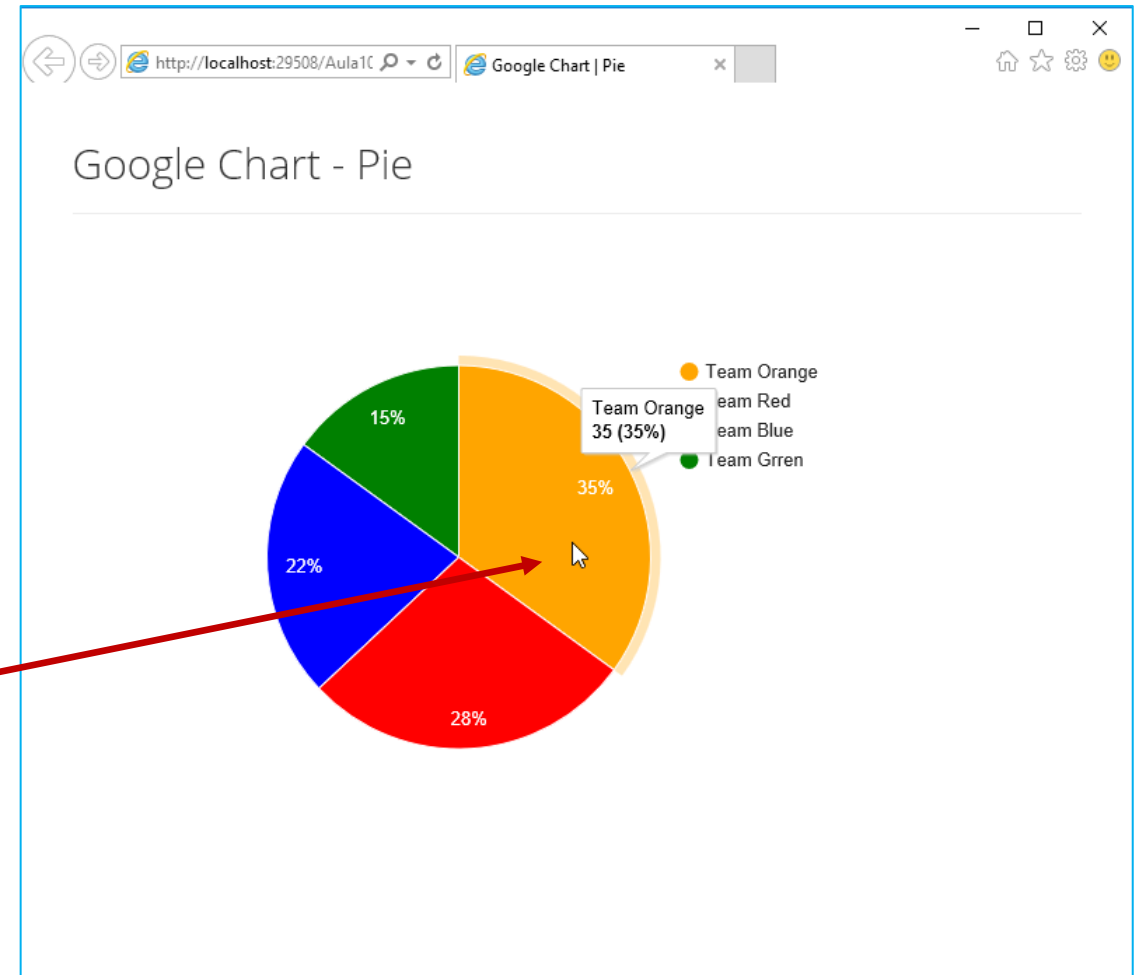 http://localhost:29508/Aula10
Google Chart | Pie
Google Chart - Pie
Team Orange
Team Orange
35 (35%)
eam Red
eam Blue
Team Grren
15%
35%
22%
28%